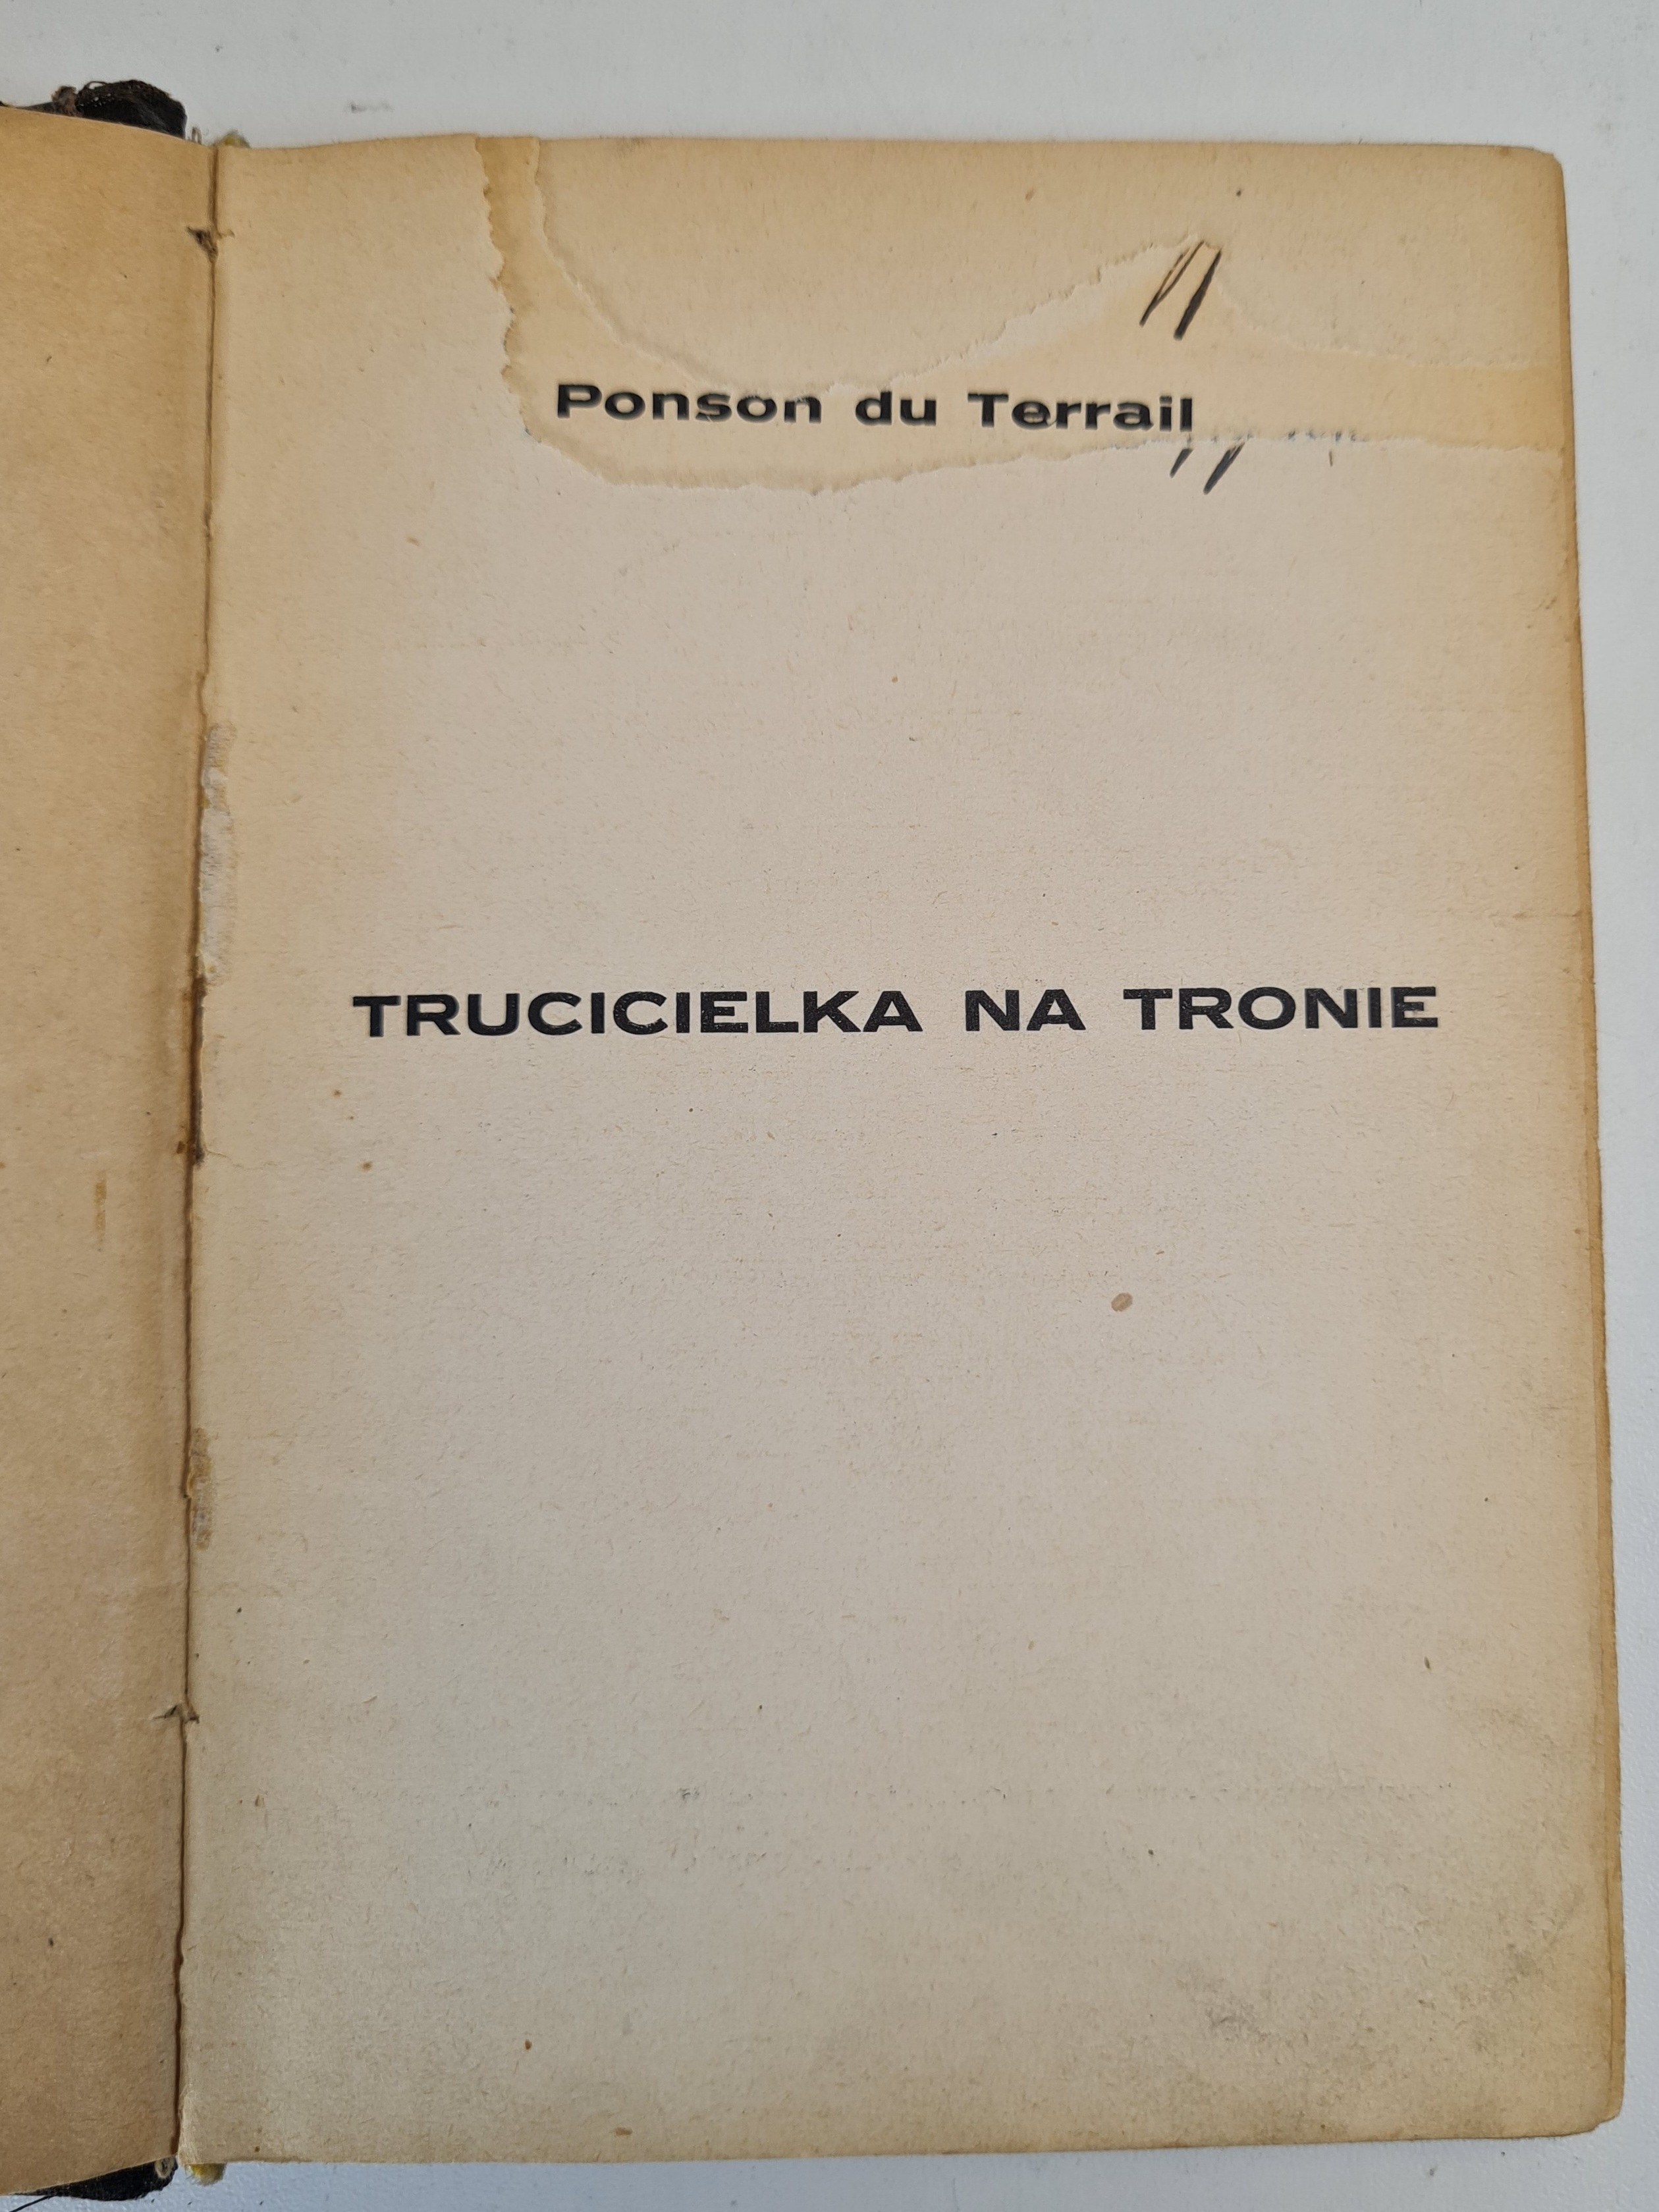 Ponson du Terrail
TRUCICIELKA NA TRONIE